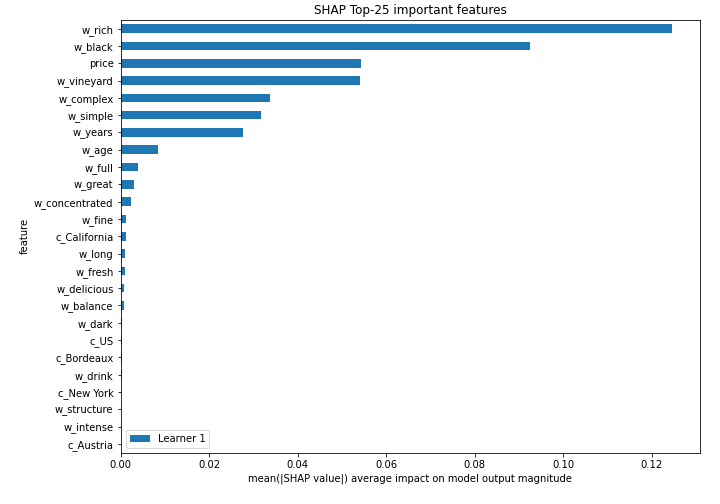 SHAP Top-25 important features
w_rich
w_black
price
w_vineyard
w_complex
w_simple
w_years
w_age
w_full
w_great
w_concentrated
w_fine
c_California
w_long
w_fresh
w_delicious
w_balance
w_dark
c_US
c_Bordeaux
w_drink
c_New York
w_structure
w_intense
c_Austria
feature
Learner 1
0.00 0.02 0.04 0.06 0.08 0.10 0.12
mean(|SHAP value|) average impact on model output magnitude